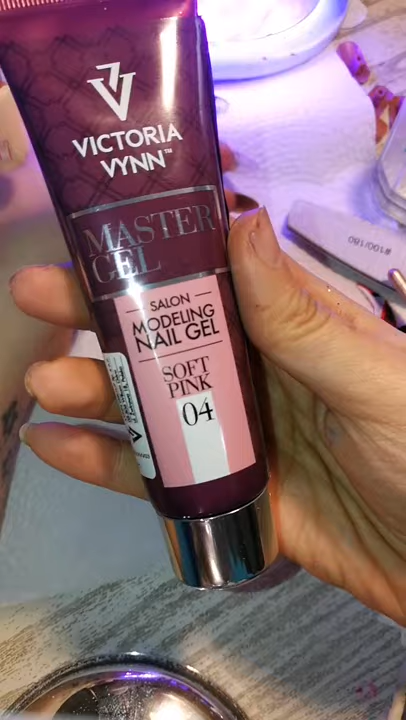 VICTORIA
VYNN™
MASTER
GEL
SALON
MODELING
NAIL GEL
SOFT
PINK
04
#100/180